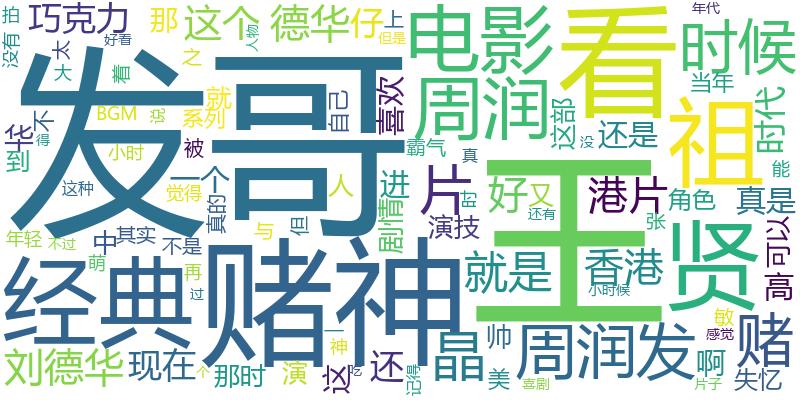 发哥
赌神
经典
王
看
电影
周润
时候
祖
贤
片
港片
香港
就是
周润发
刘德华
现在
那时
演
这
还
晶
帅
美
啊
赌
失忆
敏
感觉
高
可以
真是
角色
张
好
又
还是
这部
时代
当年
能
没
真
年代
巧克力
那
这个
德华
仔
上
但是
人物
好看
拍
没有
太
大
之
着
BGM
说
就
系列
自己
喜欢
霸气
不
得
华
到
小时
被
一个
人
进
剧情
演技
这种
觉得
真的
与
但
年轻
不过
中
其实
不是
萌
再
过
一
神
个
吃
记得
却
还有
小时候
喜剧
片子